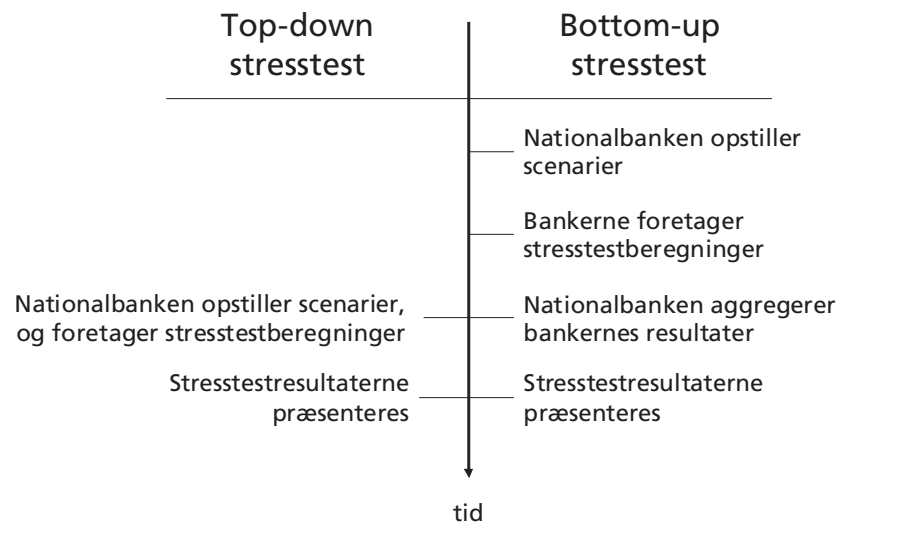 Top-down
stresstest
Bottom-up
stresstest
Nationalbanken opstiller
scenarier
Bankerne foretager
stresstestberegninger
Nationalbanken opstiller scenarier,
og foretager stresstestberegninger
Nationalbanken aggregerer
bankernes resultater
Stresstestresultaterne
præsenteres
Stresstestresultaterne
præsenteres
tid